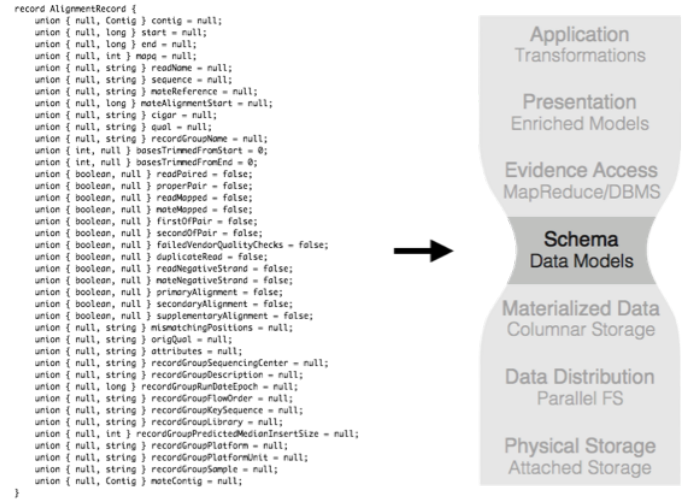 record AlignmentRecord {
union { null, Contig } contig = null;
union { null, long } start = null;
union { null, long } end = null;
union { null, int } mapq = null;
union { null, string } readName = null;
union { null, string } sequence = null;
union { null, string } mateReference = null;
union { null, long } mateAlignmentStart = null;
union { null, string } cigar = null;
union { null, string } qual = null;
union { null, string } recordGroupName = null;
union { int, null } basesTrimmedFromStart = 0;
union { int, null } basesTrimmedFromEnd = 0;
union { boolean, null } readPaired = false;
union { boolean, null } properPair = false;
union { boolean, null } readMapped = false;
union { boolean, null } mateMapped = false;
union { boolean, null } firstOfPair = false;
union { boolean, null } secondOfPair = false;
union { boolean, null } failedVendorQualityChecks = false;
union { boolean, null } duplicateRead = false;
union { boolean, null } readNegativeStrand = false;
union { boolean, null } mateNegativeStrand = false;
union { boolean, null } primaryAlignment = false;
union { boolean, null } secondaryAlignment = false;
union { boolean, null } supplementaryAlignment = false;
union { null, string } mismatchingPositions = null;
union { null, string } origQual = null;
union { null, string } attributes = null;
union { null, string } recordGroupSequencingCenter = null;
union { null, string } recordGroupDescription = null;
union { null, long } recordGroupRunDateEpoch = null;
union { null, string } recordGroupFlowOrder = null;
union { null, string } recordGroupKeySequence = null;
union { null, string } recordGroupLibrary = null;
union { null, int } recordGroupPredictedMedianInsertSize = null;
union { null, string } recordGroupPlatform = null;
union { null, string } recordGroupPlatformUnit = null;
union { null, string } recordGroupSample = null;
union { null, Contig } mateContig = null;
}
Application
Transformations
Presentation
Enriched Models
Evidence Access
MapReduce/DBMS
Schema
Data Models
Materialized Data
Columnar Storage
Data Distribution
Parallel FS
Physical Storage
Attached Storage